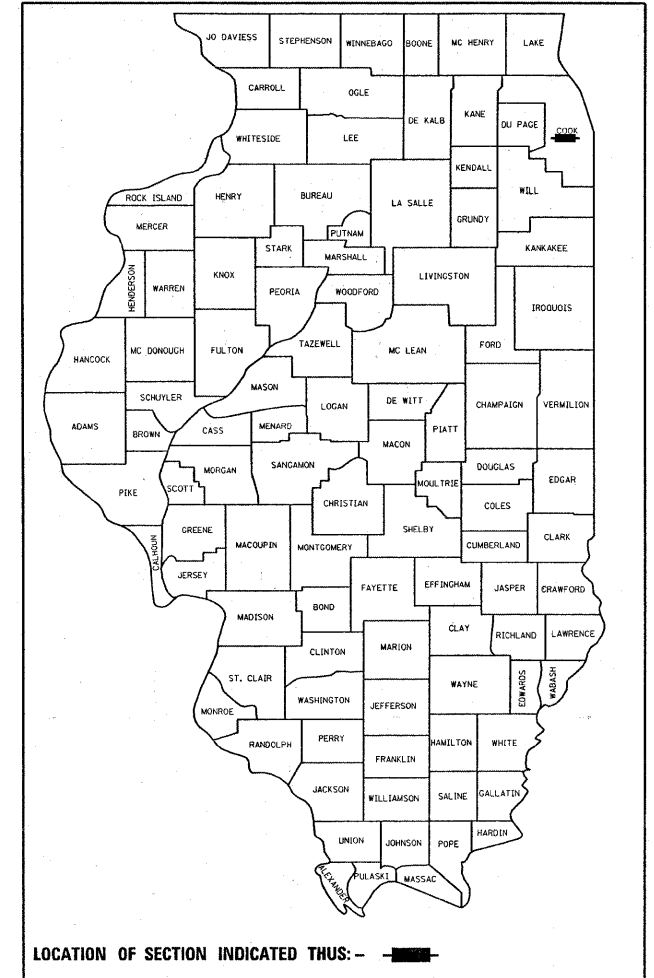 JO DAVIESS
STEPHENSON
WINNEBAGO
BOONE
MC HENRY
LAKE
CARROLL
OGLE
DE KALB
KANE
DU PAGE
COOK
WHITESIDE
LEE
KENDALL
WILL
ROCK ISLAND
HENRY
BUREAU
LA SALLE
GRUNDY
MERCER
PUTNAM
STARK
MARSHALL
KANKAKEE
HENDERSON
WARREN
KNOX
PEORIA
WOODFORD
LIVINGSTON
IROQUOIS
HANCOCK
MC DONOUGH
FULTON
TAZEWELL
MC LEAN
FORD
SCHUYLER
MASON
LOGAN
DE WITT
PIATT
CHAMPAIGN
VERMILION
ADAMS
BROWN
CASS
MENARD
MACON
MORGAN
SANGAMON
MOULTRIE
DOUGLAS
EDGAR
PIKE
SCOTT
CHRISTIAN
COLES
SHELBY
CALHOUN
GREENE
MACOUPIN
MONTGOMERY
CUMBERLAND
CLARK
JERSEY
FAYETTE
EFFINGHAM
JASPER
CRAWFORD
MADISON
BOND
CLAY
RICHLAND
LAWRENCE
CLINTON
MARION
ST. CLAIR
WAYNE
EDWARDS
WABASH
MONROE
WASHINGTON
JEFFERSON
RANDOLPH
PERRY
HAMILTON
WHITE
FRANKLIN
JACKSON
WILLIAMSON
SALINE
GALLATIN
UNION
JOHNSON
POPE
HARDIN
ALEXANDER
PULASKI
MASSAC
LOCATION OF SECTION INDICATED THUS: -